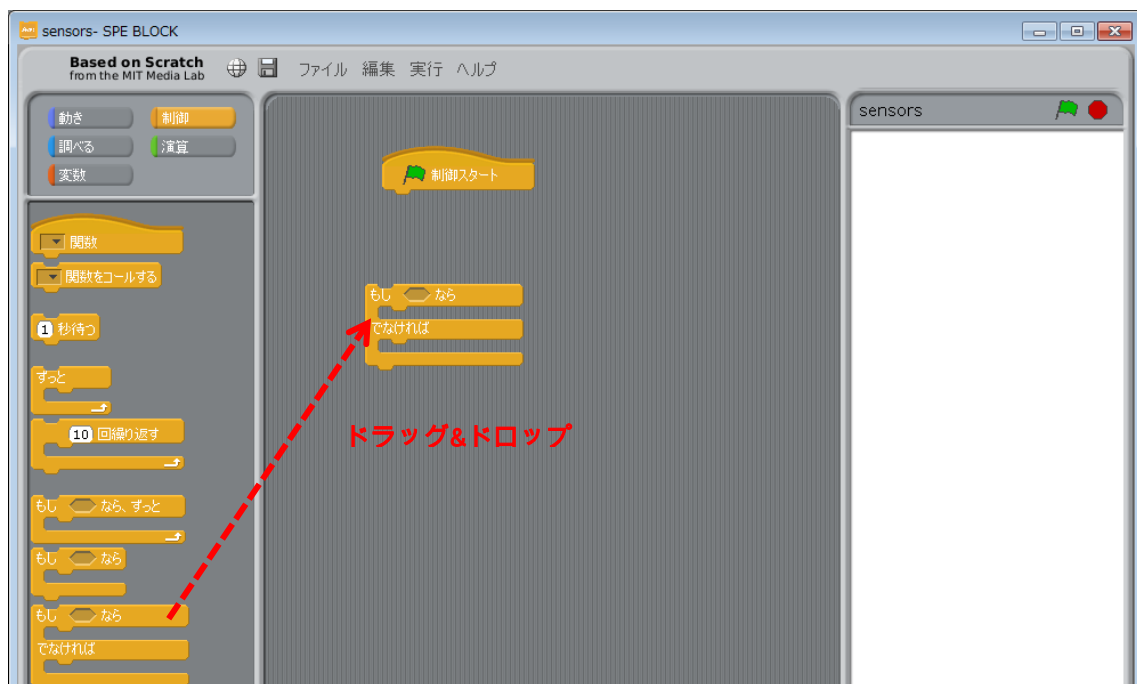 sensors- SPE BLOCK
Based on Scratch
from the MIT Media Lab
ファイル 編集 実行 ヘルプ
動き 制御
調べる 演算
変数
関数
関数をコールする
1 秒待つ
ずっと
10 回繰り返す
もし なら、ずっと
もし なら
もし なら
でなければ
制御スタート
もし なら
でなければ
ドラッグ&ドロップ
sensors